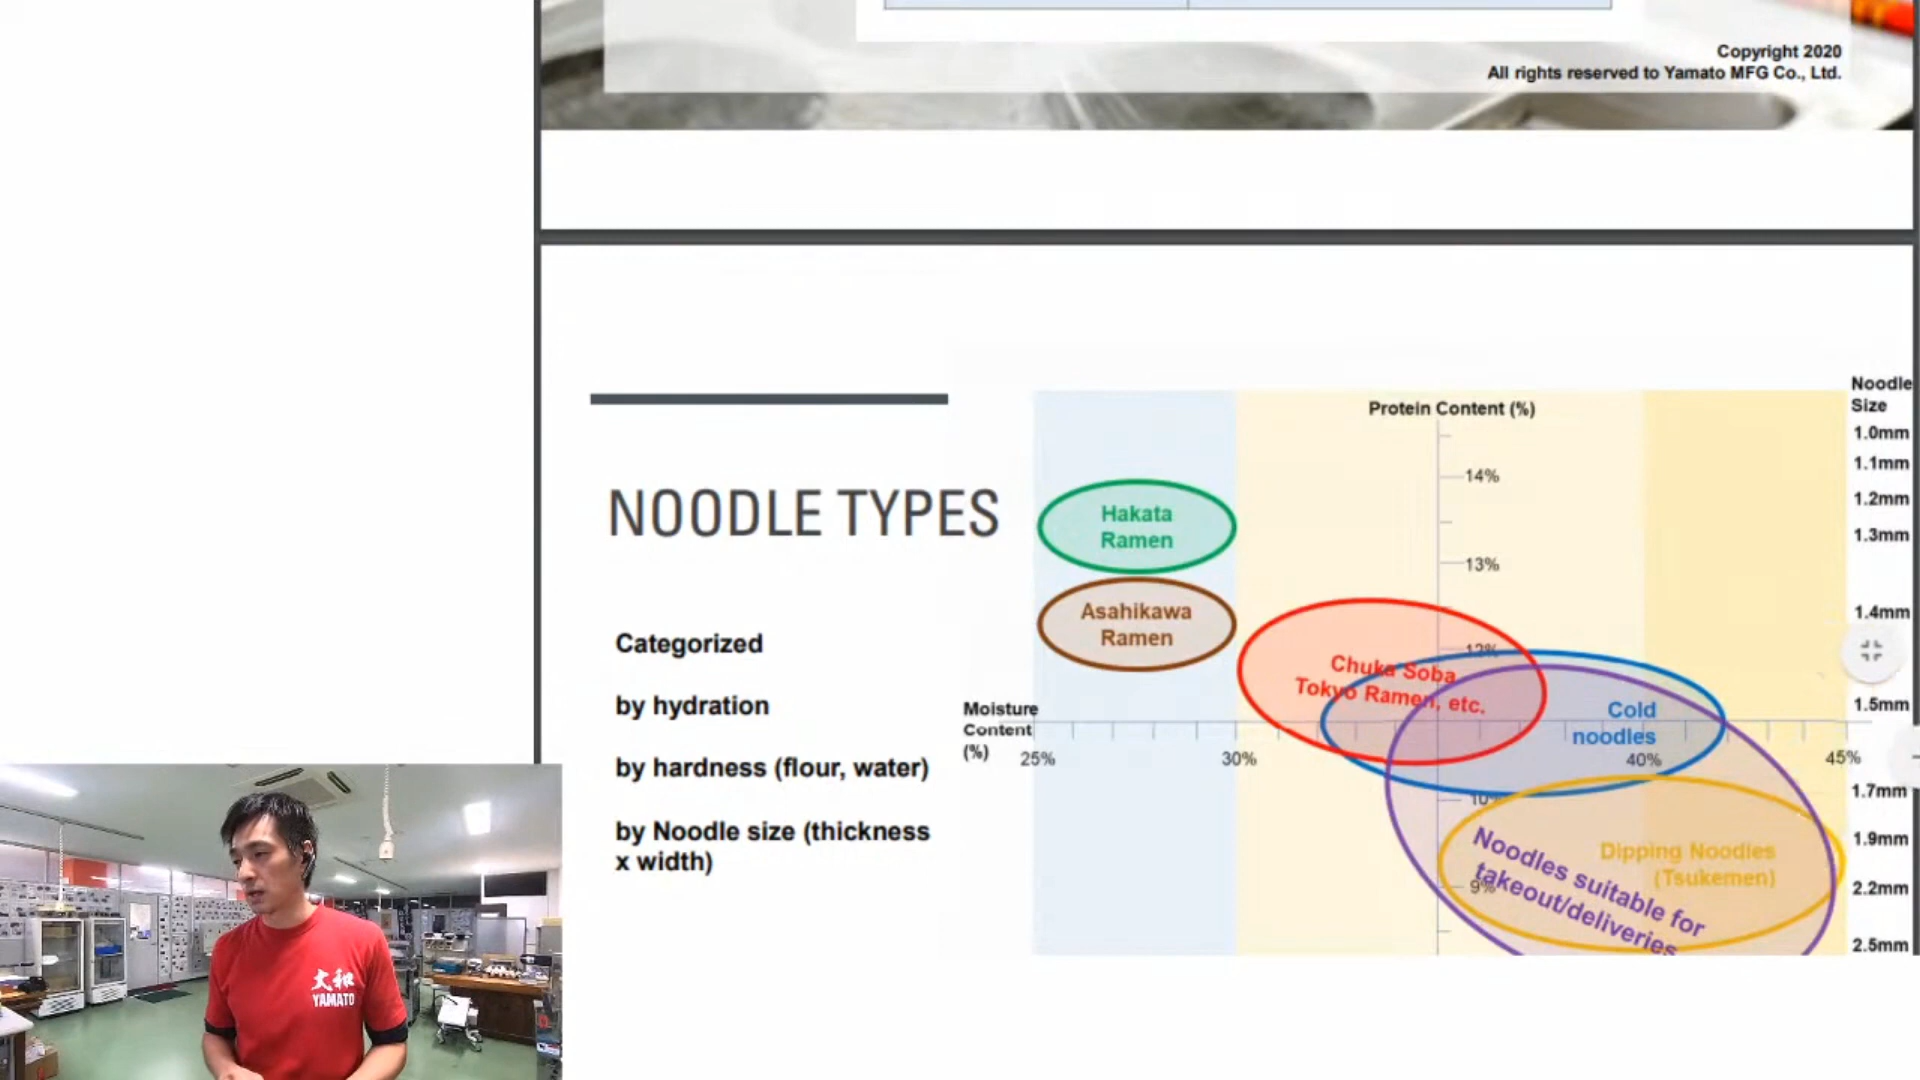 Copyright 2020
All rights reserved to Yamato MFG Co., Ltd.
NOODLE TYPES
Categorized
by hydration
by hardness (flour, water)
by Noodle size (thickness
x width)
Protein Content (%)
14%
13%
12%
10%
9%
Moisture
Content
(%)
25%
30%
40%
45%
Hakata
Ramen
Asahikawa
Ramen
Chuka Soba
Tokyo Ramen, etc.
Cold
noodles
Dipping Noodles
(Tsukemen)
Noodles suitable for
takeout/deliveries
Noodle
Size
1.0mm
1.1mm
1.2mm
1.3mm
1.4mm
1.5mm
1.7mm
1.9mm
2.2mm
2.5mm
大和
YAMATO